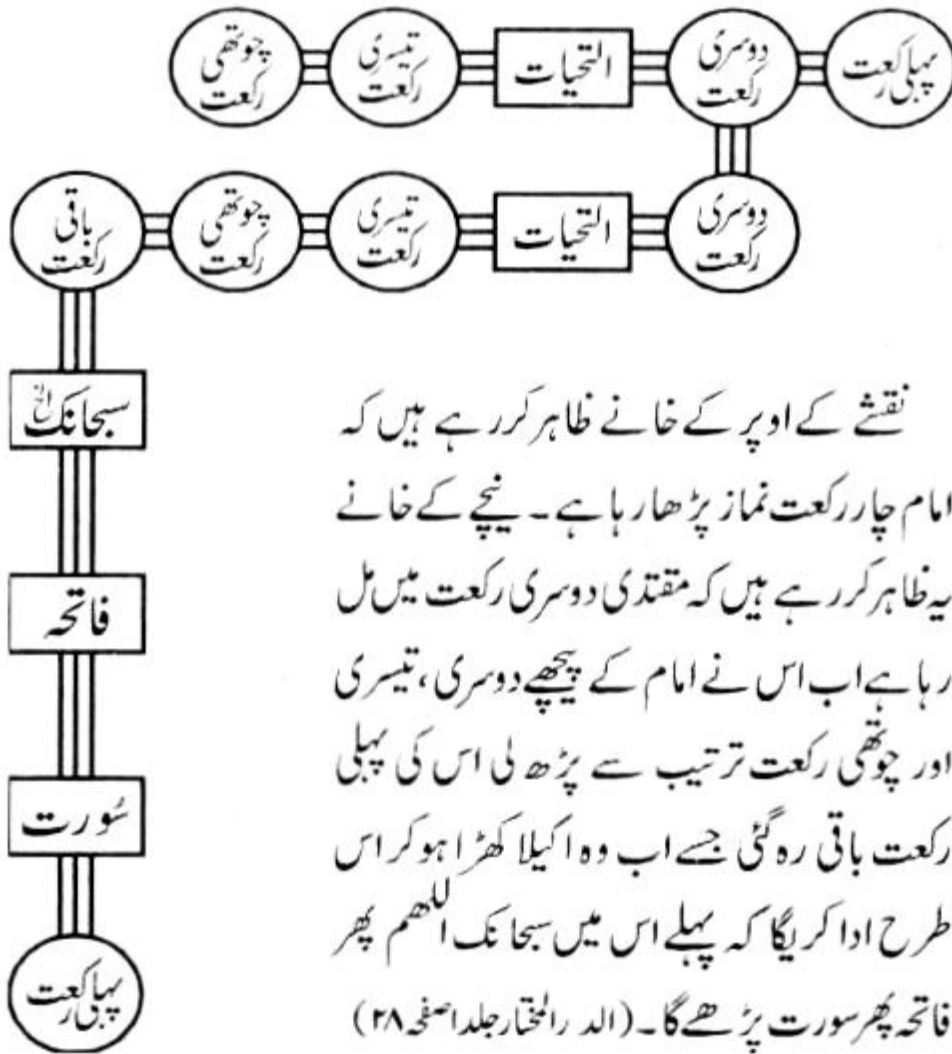 پہلی رکعت
دوسری
رکعت
التحیات
تیسری
رکعت
چوتھی
رکعت
دوسری
رکعت
التحیات
تیسری
رکعت
چوتھی
رکعت
باقی
رکعت
سبحانک الخ
فاتحہ
سُورت
پہلی رکعت
نقشے کے اوپر کے خانے ظاہر کر رہے ہیں کہ
امام چار رکعت نماز پڑھا رہا ہے۔ نیچے کے خانے
یہ ظاہر کر رہے ہیں کہ مقتدی دوسری رکعت میں مل
رہا ہے اب اس نے امام کے پیچھے دوسری، تیسری
اور چوتھی رکعت ترتیب سے پڑھ لی اس کی پہلی
رکعت باقی رہ گئی جسے اب وہ اکیلا کھڑا ہو کر اس
طرح ادا کریگا کہ پہلے اس میں سبحانک اللھم پھر
فاتحہ پھر سورت پڑھے گا۔ (الدرالمختار جلد ۱ صفحہ ۲۸)